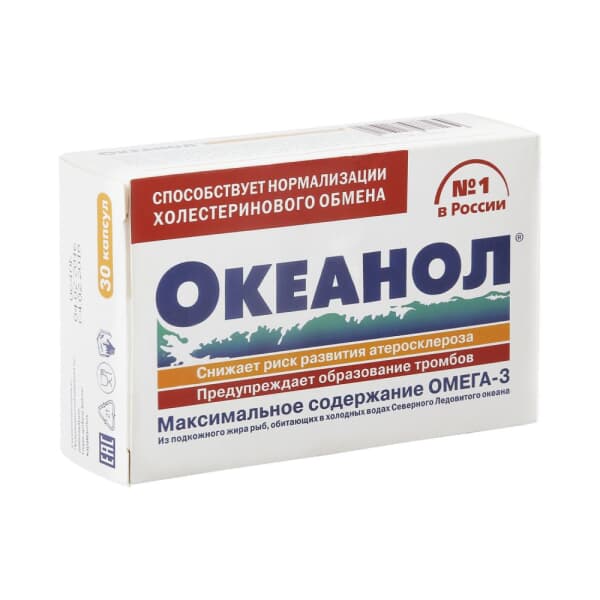 СПОСОБСТВУЕТ НОРМАЛИЗАЦИИ
ХОЛЕСТЕРИНОВОГО ОБМЕНА
№1
в России
ОКЕАНОЛ®
Снижает риск развития атеросклероза
Предупреждает образование тромбов
Максимальное содержание ОМЕГА-3
Из подкожного жира рыб, обитающих в холодных водах Северного Ледовитого океана
30 капсул
ЕАС